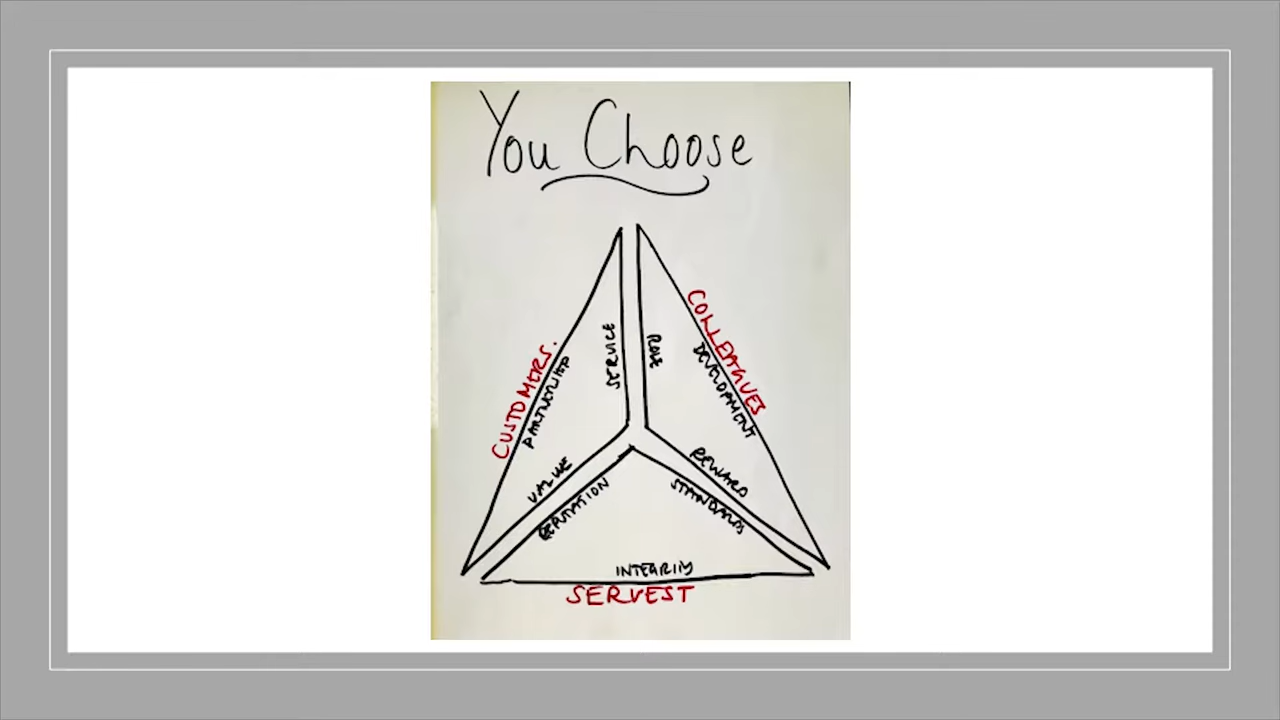 You Choose
CUSTOMERS.
PARTNERSHIP
SERVICE
VALUE
COLLEAGUES
ROLE
DEVELOPMENT
REWARD
REPUTATION
STANDARDS
INTEGRITY
SERVEST